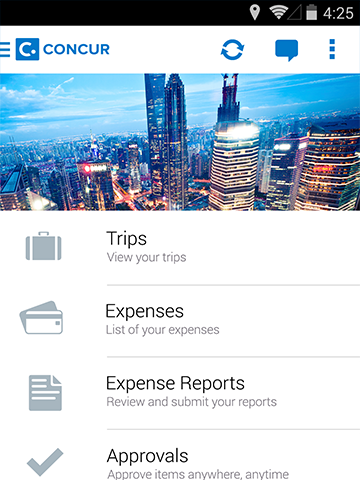 4:25
C. CONCUR
Trips
View your trips
Expenses
List of your expenses
Expense Reports
Review and submit your reports
Approvals
Approve items anywhere, anytime